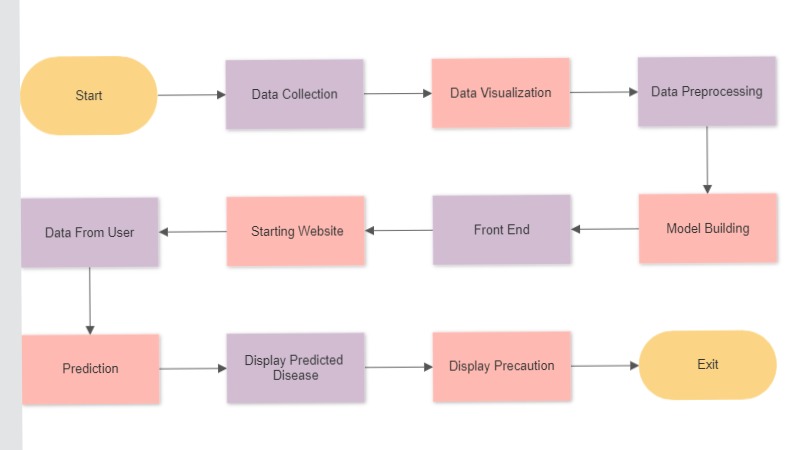 Start
Data Collection
Data Visualization
Data Preprocessing
Model Building
Front End
Starting Website
Data From User
Prediction
Display Predicted
Disease
Display Precaution
Exit